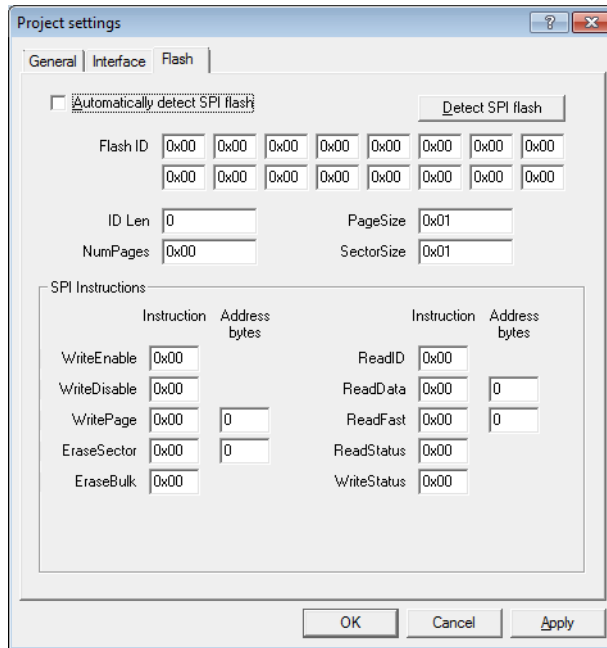 Project settings
General Interface Flash
Automatically detect SPI flash Detect SPI flash
Flash ID 0x00 0x00 0x00 0x00 0x00 0x00 0x00 0x00
0x00 0x00 0x00 0x00 0x00 0x00 0x00 0x00
ID Len 0 PageSize 0x01
NumPages 0x00 SectorSize 0x01
SPI Instructions
Instruction Address Instruction Address
bytes bytes
WriteEnable 0x00 ReadID 0x00
WriteDisable 0x00 ReadData 0x00 0
WritePage 0x00 0 ReadFast 0x00 0
EraseSector 0x00 0 ReadStatus 0x00
EraseBulk 0x00 WriteStatus 0x00
OK Cancel Apply